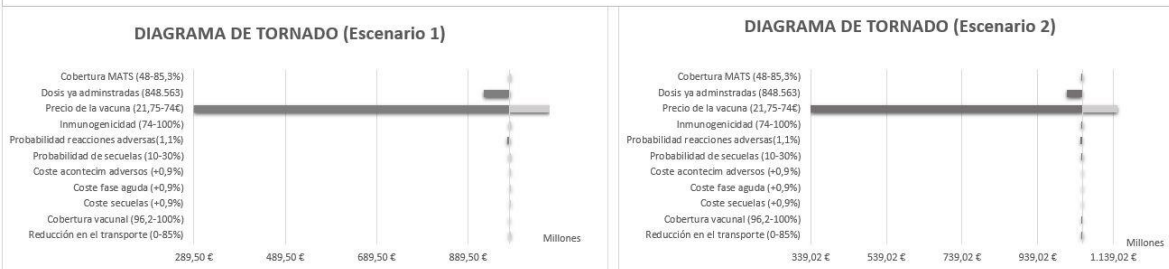 DIAGRAMA DE TORNADO (Escenario 1)
Cobertura MATS (48-85,3%)
Dosis ya adminstradas (848.563)
Precio de la vacuna (21,75-74€)
Inmunogenicidad (74-100%)
Probabilidad reacciones adversas(1,1%)
Probabilidad de secuelas (10-30%)
Coste acontecim adversos (+0,9%)
Coste fase aguda (+0,9%)
Coste secuelas (+0,9%)
Cobertura vacunal (96,2-100%)
Reducción en el transporte (0-85%)
Millones
289,50 € 489,50 € 689,50 € 889,50 €
DIAGRAMA DE TORNADO (Escenario 2)
Cobertura MATS (48-85,3%)
Dosis ya adminstradas (848.563)
Precio de la vacuna (21,75-74€)
Inmunogenicidad (74-100%)
Probabilidad reacciones adversas(1,1%)
Probabilidad de secuelas (10-30%)
Coste acontecim adversos (+0,9%)
Coste fase aguda (+0,9%)
Coste secuelas (+0,9%)
Cobertura vacunal (96,2-100%)
Reducción en el transporte (0-85%)
Millones
339,02 € 539,02 € 739,02 € 939,02 € 1.139,02 €